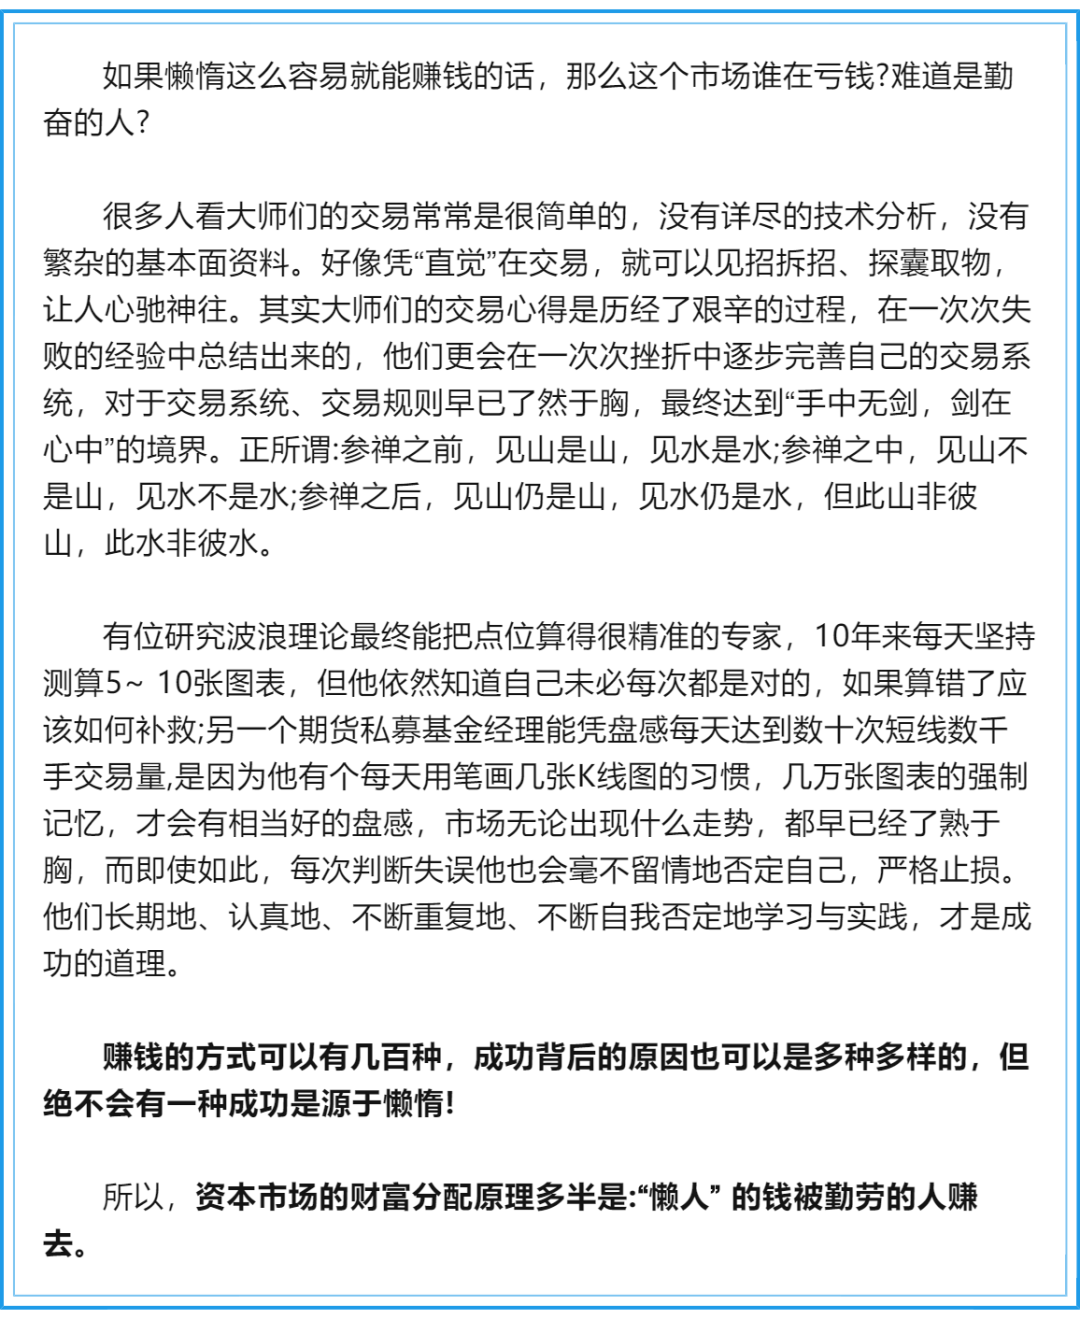 如果懒惰这么容易就能赚钱的话，那么这个市场谁在亏钱?难道是勤
奋的人?
很多人看大师们的交易常常是很简单的，没有详尽的技术分析，没有
繁杂的基本面资料。好像凭“直觉”在交易，就可以见招拆招、探囊取物，
让人心驰神往。其实大师们的交易心得是历经了艰辛的过程，在一次次失
败的经验中总结出来的，他们更会在一次次挫折中逐步完善自己的交易系
统，对于交易系统、交易规则早已了然于胸，最终达到“手中无剑，剑在
心中”的境界。正所谓:参禅之前，见山是山，见水是水;参禅之中，见山不
是山，见水不是水;参禅之后，见山仍是山，见水仍是水，但此山非彼
山，此水非彼水。
有位研究波浪理论最终能把点位算得很精准的专家，10年来每天坚持
测算5~ 10张图表，但他依然知道自己未必每次都是对的，如果算错了应
该如何补救;另一个期货私募基金经理能凭盘感每天达到数十次短线数千
手交易量,是因为他有个每天用笔画几张K线图的习惯，几万张图表的强制
记忆，才会有相当好的盘感，市场无论出现什么走势，都早已经了熟于
胸，而即使如此，每次判断失误他也会毫不留情地否定自己，严格止损。
他们长期地、认真地、不断重复地、不断自我否定地学习与实践，才是成
功的道理。
赚钱的方式可以有几百种，成功背后的原因也可以是多种多样的，但
绝不会有一种成功是源于懒惰!
所以，资本市场的财富分配原理多半是:“懒人” 的钱被勤劳的人赚
去。